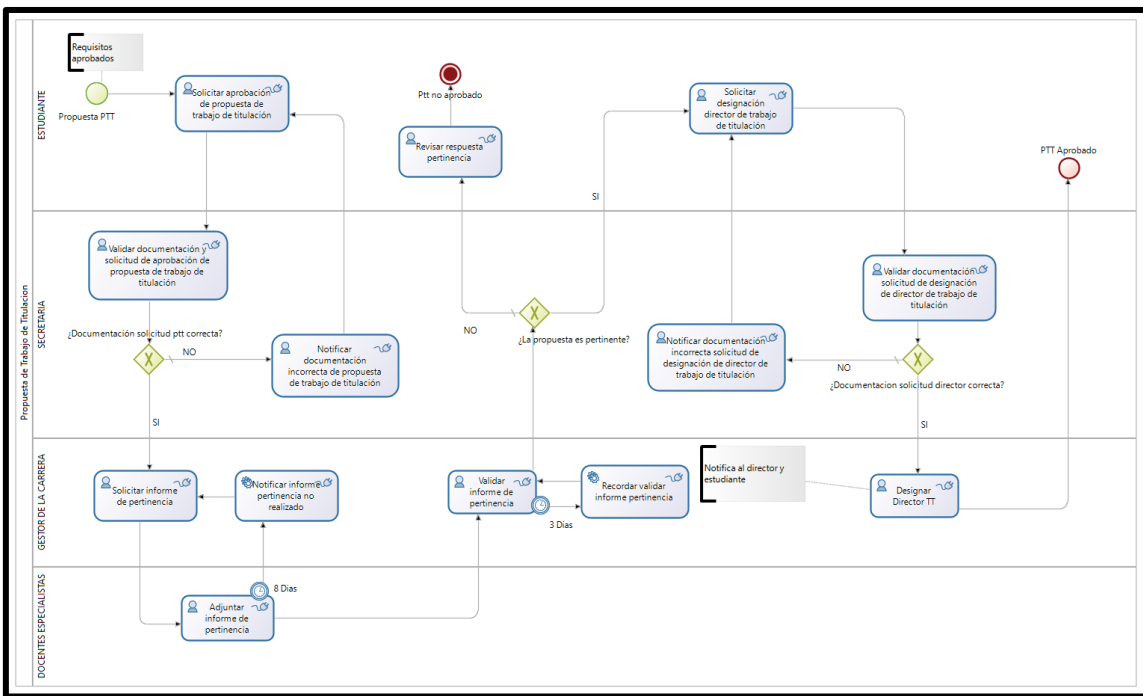 Propuesta de Trabajo de Titulacion
ESTUDIANTE
Requisitos
aprobados
Propuesta PTT
Solicitar aprobación
de propuesta de
trabajo de titulación
Ptt no aprobado
Revisar respuesta
pertinencia
SI
Solicitar
designación
director de trabajo
de titulación
PTT Aprobado
SECRETARIA
Validar documentación y
solicitud de aprobación de
propuesta de trabajo de
titulación
¿Documentación solicitud ptt correcta?
NO
SI
Notificar
documentación
incorrecta de propuesta
de trabajo de titulación
NO
¿La propuesta es pertinente?
Notificar documentación
incorrecta solicitud de
designación de director de
trabajo de titulación
Validar documentación
solicitud de designación
de director de trabajo de
titulación
NO
¿Documentacion solicitud director correcta?
SI
GESTOR DE LA CARRERA
Solicitar informe
de pertinencia
Notificar informe
pertinencia no
realizado
Validar
informe de
pertinencia
3 Dias
Recordar validar
informe pertinencia
Notifica al director y
estudiante
Designar
Director TT
DOCENTES ESPECIALISTAS
8 Dias
Adjuntar
informe de
pertinencia